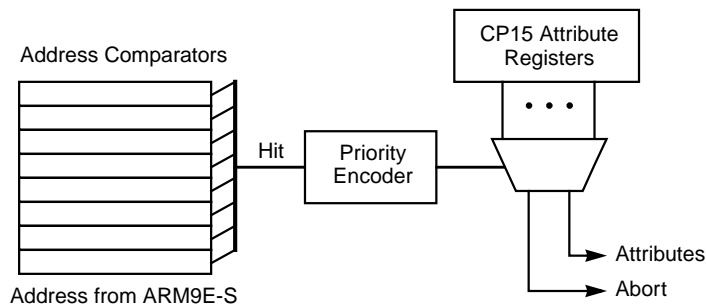 CP15 Attribute
Registers
Address Comparators
Hit
Priority
Encoder
Attributes
Abort
Address from ARM9E-S